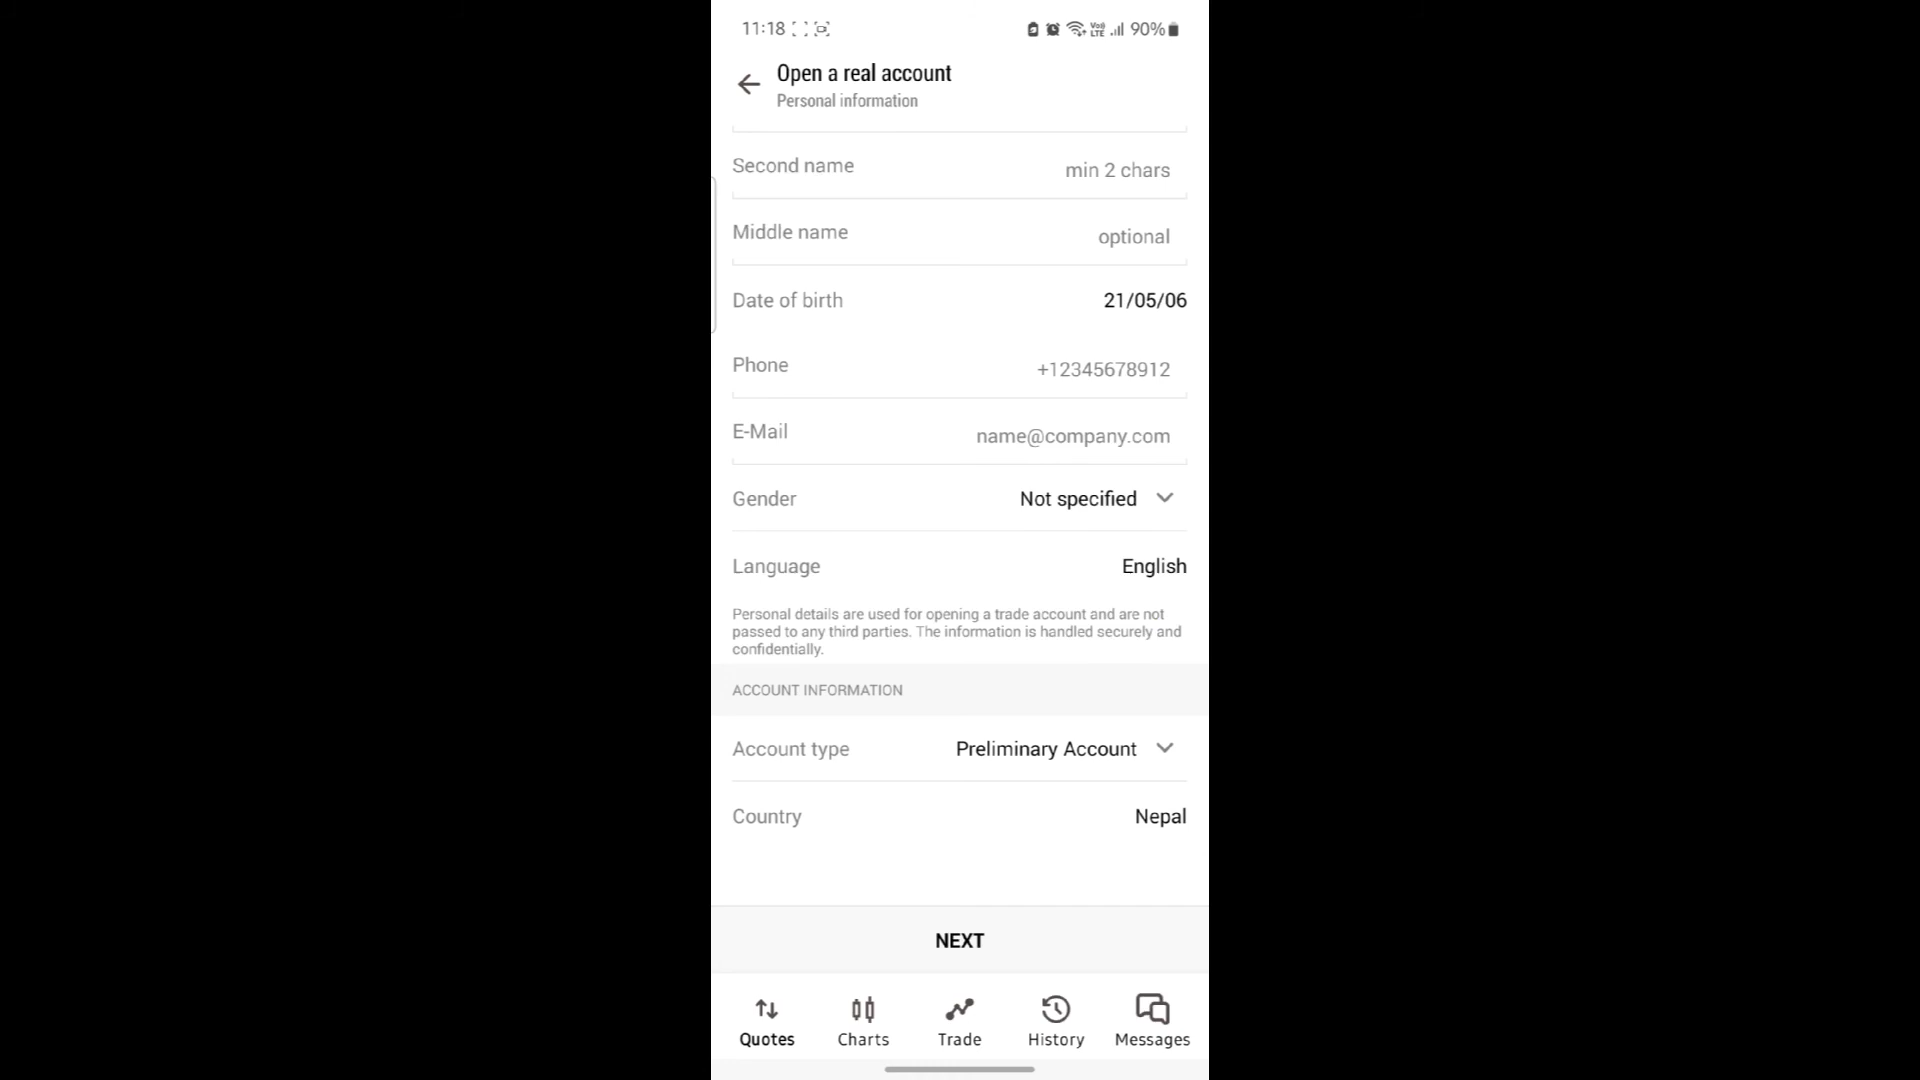 11:18 90%
Open a real account
Personal information
Second name min 2 chars
Middle name optional
Date of birth 21/05/06
Phone +12345678912
E-Mail name@company.com
Gender Not specified
Language English
Personal details are used for opening a trade account and are not
passed to any third parties. The information is handled securely and
confidentially.
ACCOUNT INFORMATION
Account type Preliminary Account
Country Nepal
NEXT
Quotes Charts Trade History Messages